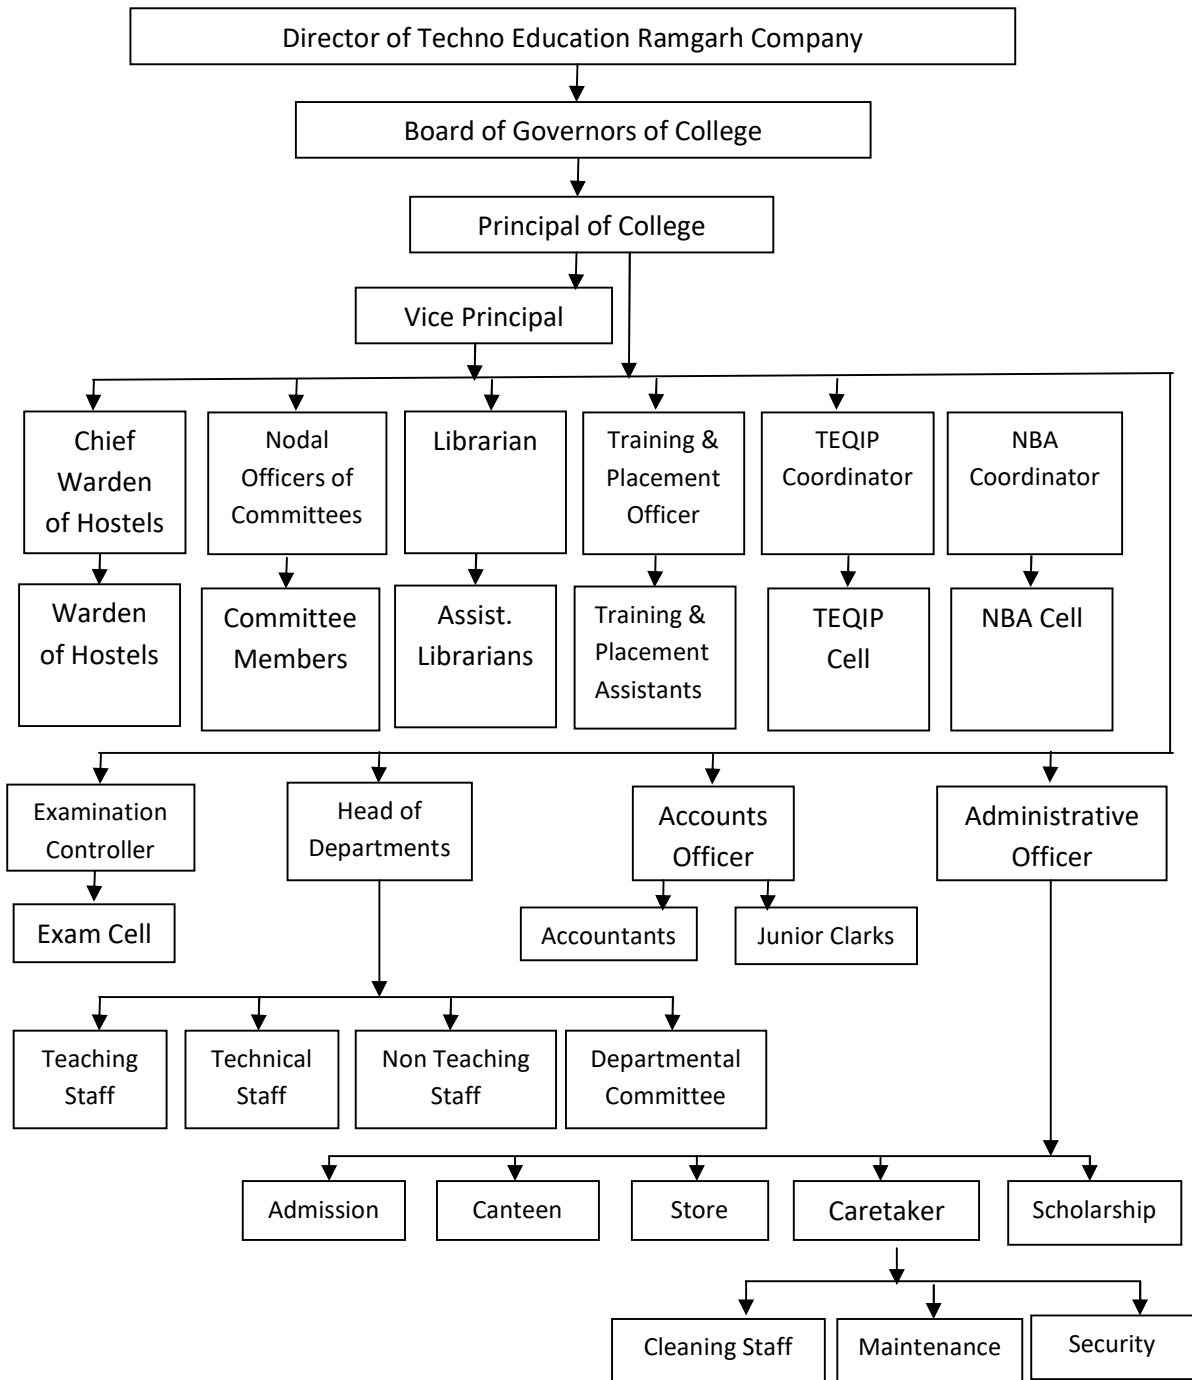 Director of Techno Education Ramgarh Company
Board of Governors of College
Principal of College
Vice Principal
Chief
Warden
of Hostels
Nodal
Officers of
Committees
Librarian
Training &
Placement
Officer
TEQIP
Coordinator
NBA
Coordinator
Warden
of Hostels
Committee
Members
Assist.
Librarians
Training &
Placement
Assistants
TEQIP
Cell
NBA Cell
Examination
Controller
Head of
Departments
Accounts
Officer
Administrative
Officer
Exam Cell
Accountants
Junior Clarks
Teaching
Staff
Technical
Staff
Non Teaching
Staff
Departmental
Committee
Admission
Canteen
Store
Caretaker
Scholarship
Cleaning Staff
Maintenance
Security